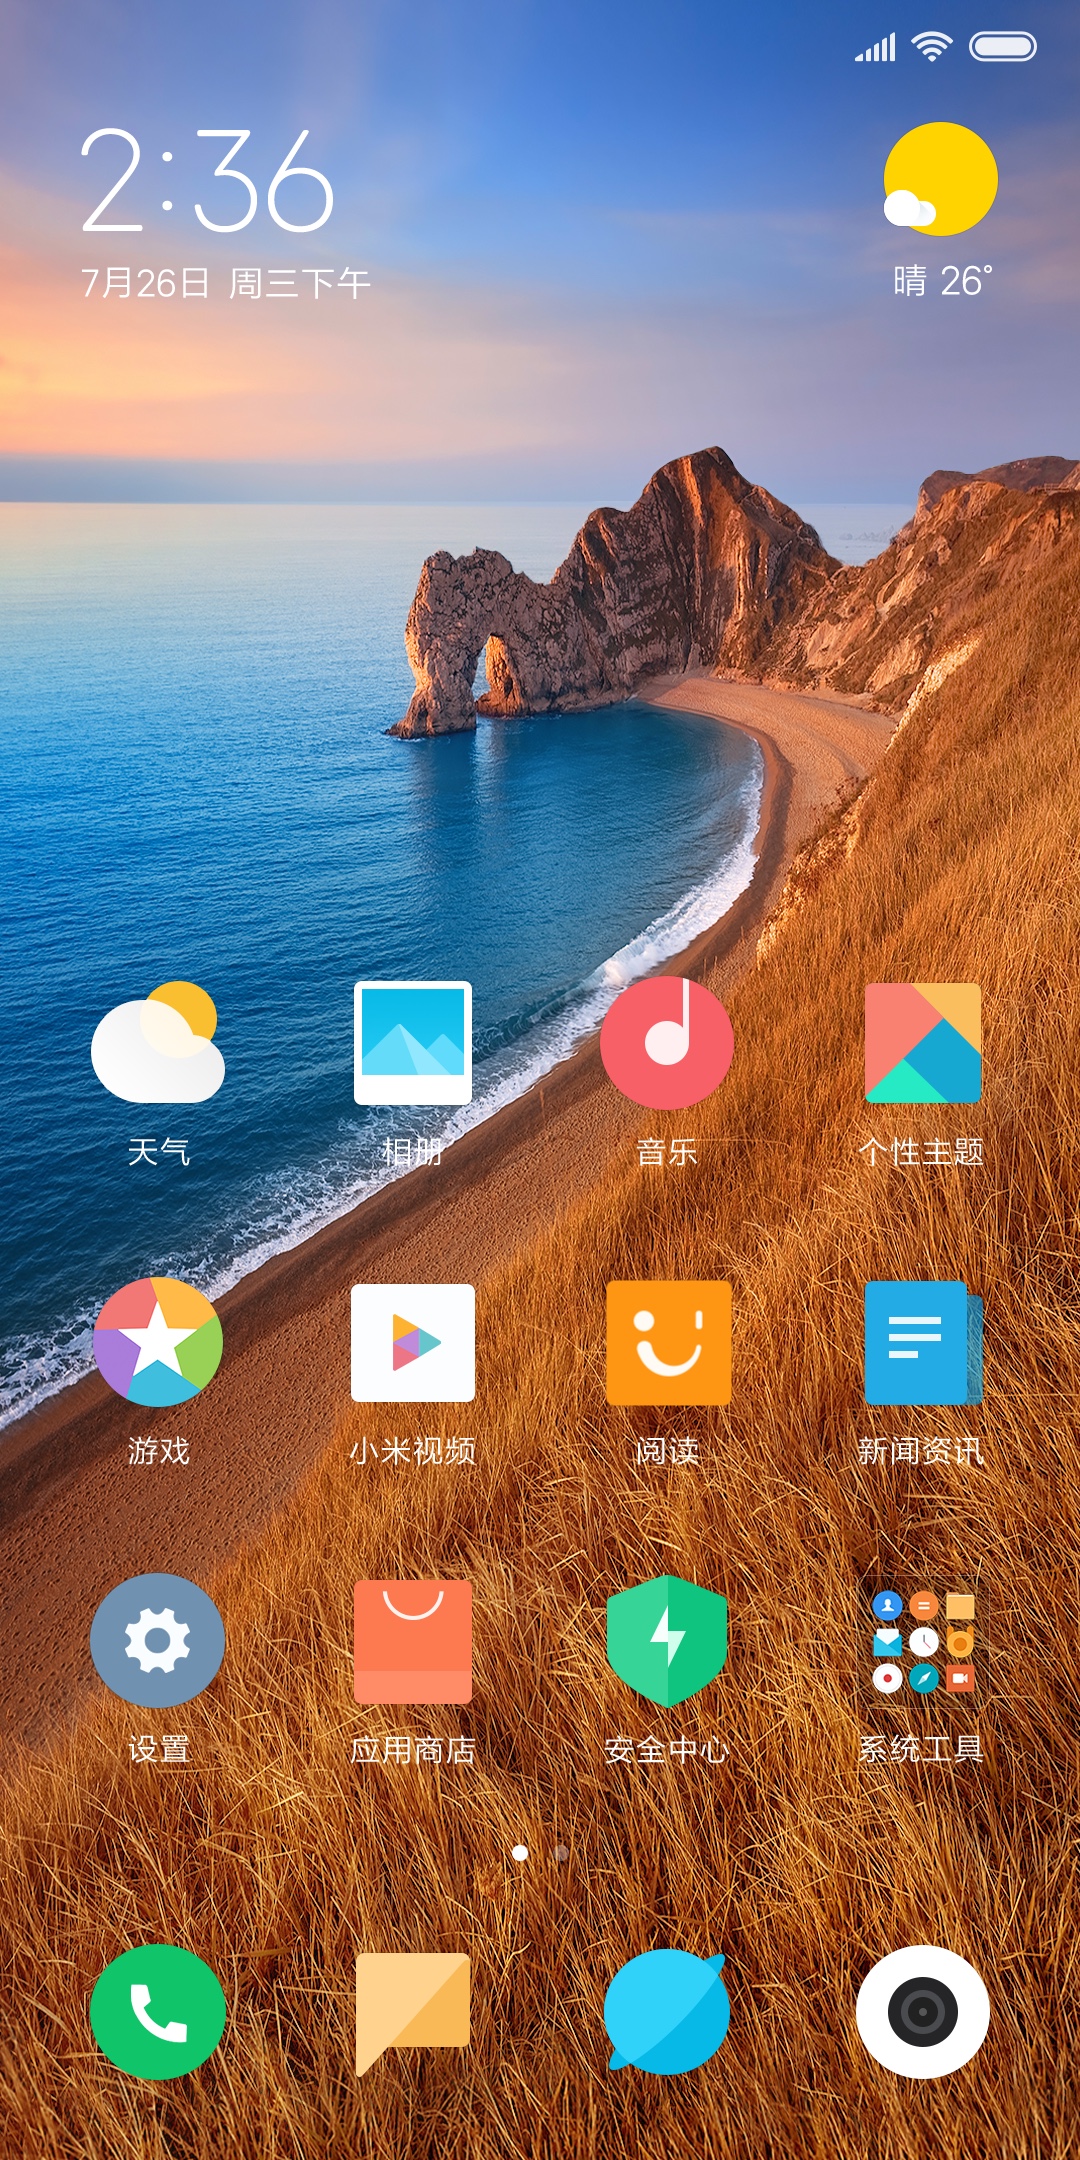 2:36
7月26日 周三下午
晴 26°
天气
相册
音乐
个性主题
游戏
小米视频
阅读
新闻资讯
设置
应用商店
安全中心
系统工具